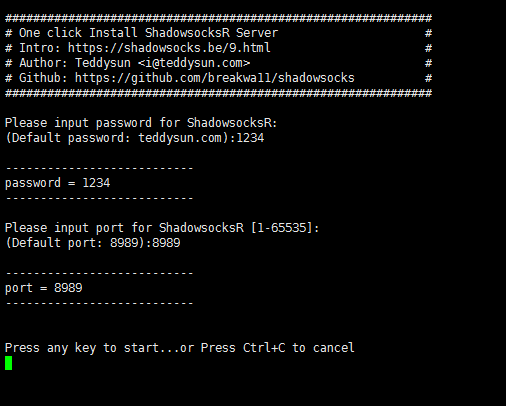 #############################################################
# One click Install ShadowsocksR Server #
# Intro: https://shadowsocks.be/9.html #
# Author: Teddysun <i@teddysun.com> #
# Github: https://github.com/breakwa11/shadowsocks #
#############################################################
Please input password for ShadowsocksR:
(Default password: teddysun.com):1234
---------------------------
password = 1234
---------------------------
Please input port for ShadowsocksR [1-65535]:
(Default port: 8989):8989
---------------------------
port = 8989
---------------------------
Press any key to start...or Press Ctrl+C to cancel